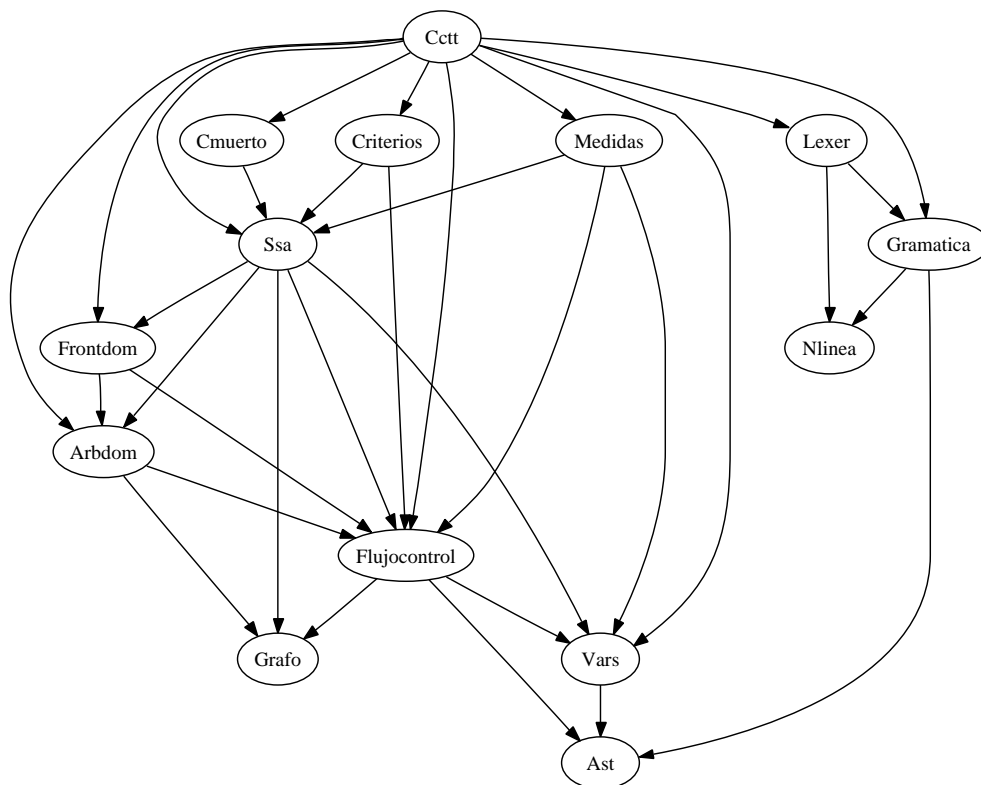 Cctt
Cmuerto
Criterios
Medidas
Lexer
Ssa
Gramatica
Frontdom
Nlinea
Arbdom
Flujocontrol
Grafo
Vars
Ast